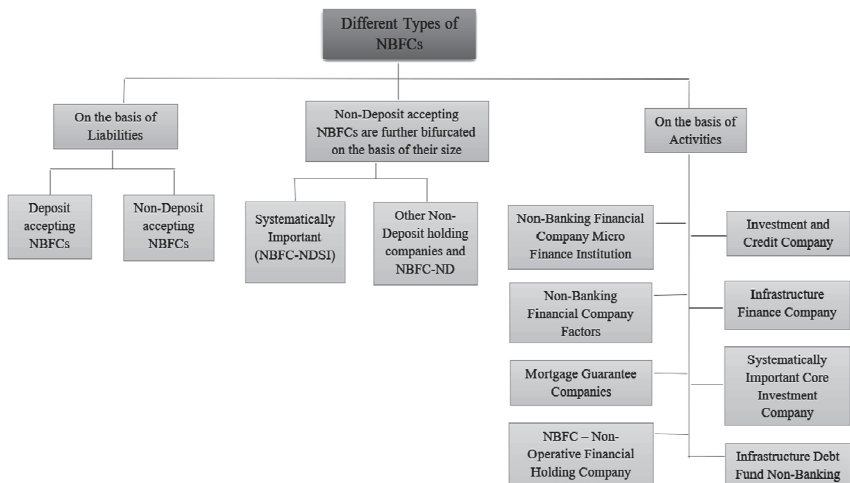 Different Types of
NBFCs
On the basis of
Liabilities
Non-Deposit accepting
NBFCs are further bifurcated
on the basis of their size
On the basis of
Activities
Deposit
accepting
NBFCs
Non-Deposit
accepting
NBFCs
Systematically
Important
(NBFC-NDSI)
Other Non-
Deposit holding
companies and
NBFC-ND
Non-Banking Financial
Company Micro
Finance Institution
Investment and
Credit Company
Non-Banking
Financial Company
Factors
Infrastructure
Finance Company
Mortgage Guarantee
Companies
Systematically
Important Core
Investment
Company
NBFC – Non-
Operative Financial
Holding Company
Infrastructure Debt
Fund Non-Banking